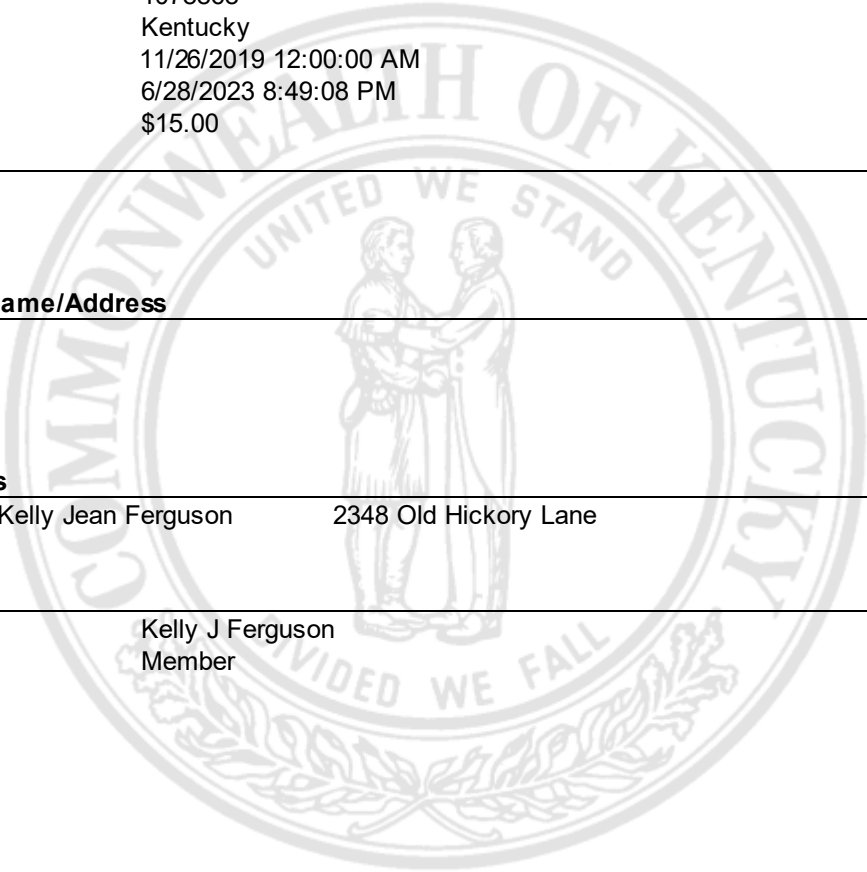 Kentucky
11/26/2019 12:00:00 AM
6/28/2023 8:49:08 PM
$15.00
COMMONWEALTH OF KENTUCKY
UNITED WE STAND
ame/Address
s
Kelly Jean Ferguson 2348 Old Hickory Lane
Kelly J Ferguson
Member
DIVIDED WE FALL